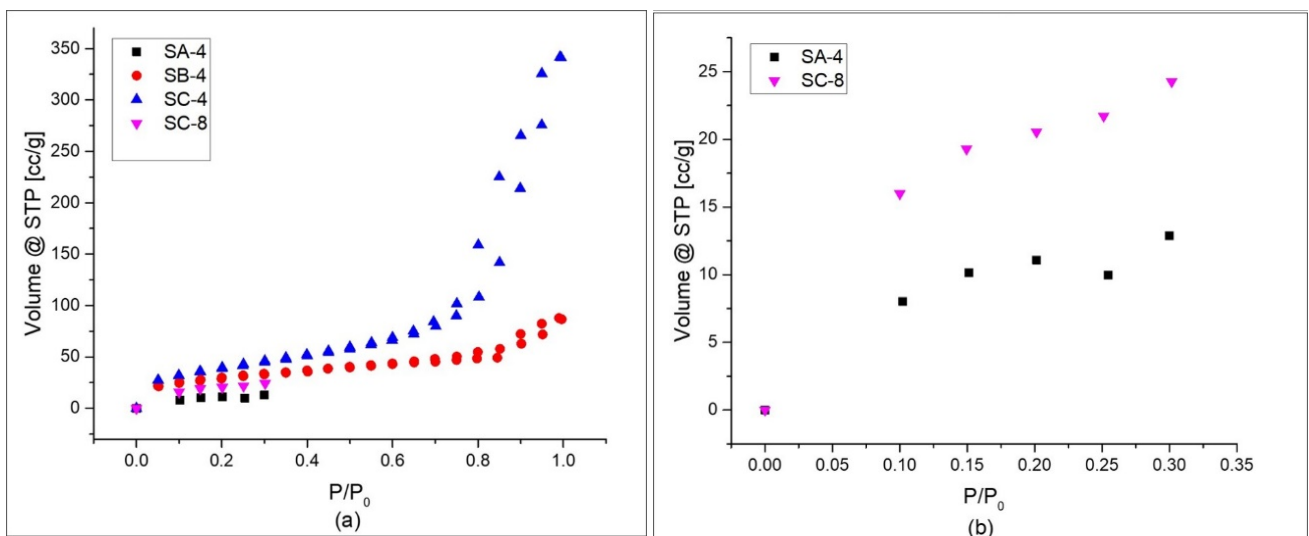 350
300
250
200
150
100
50
0
Volume @ STP [cc/g]
SA-4
SB-4
SC-4
SC-8
0.0 0.2 0.4 0.6 0.8 1.0
P/P0
(a)
25
20
15
10
5
0
Volume @ STP [cc/g]
SA-4
SC-8
0.00 0.05 0.10 0.15 0.20 0.25 0.30 0.35
P/P0
(b)